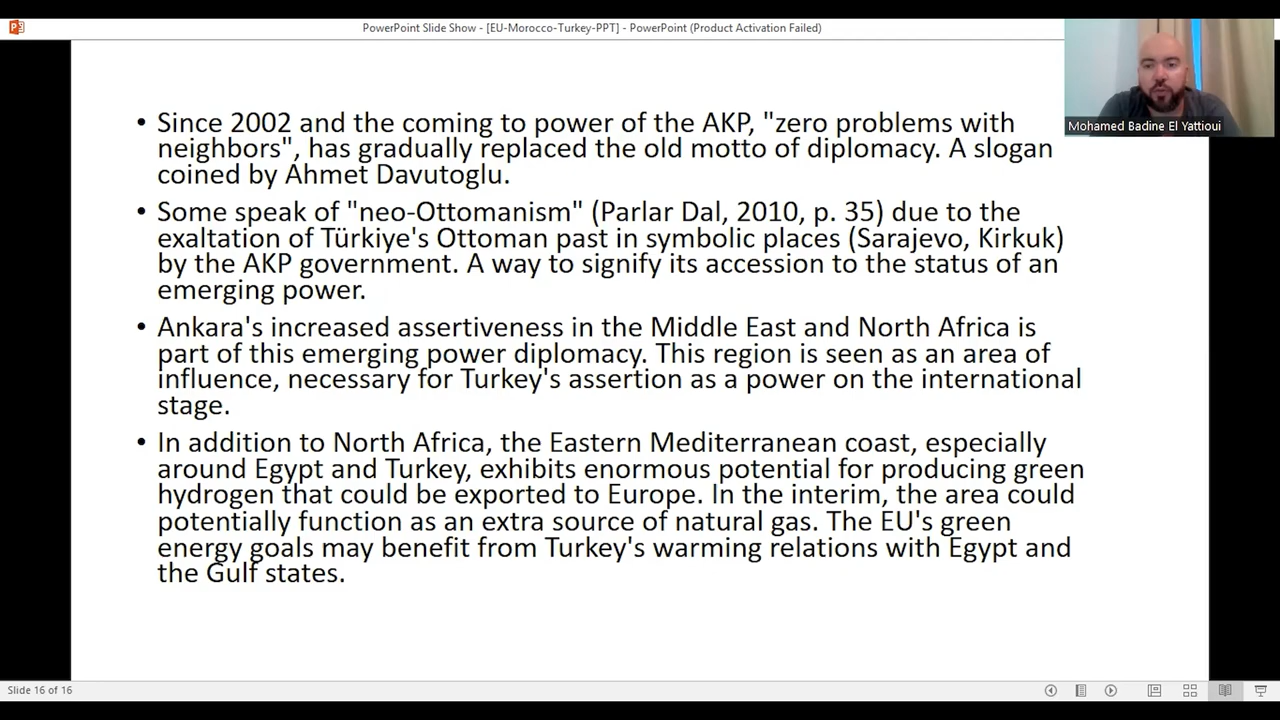 PowerPoint Slide Show - [EU-Morocco-Turkey-PPT] - PowerPoint (Product Activation Failed)
Mohamed Badine El Yattioui
• Since 2002 and the coming to power of the AKP, "zero problems with
neighbors", has gradually replaced the old motto of diplomacy. A slogan
coined by Ahmet Davutoglu.
• Some speak of "neo-Ottomanism" (Parlar Dal, 2010, p. 35) due to the
exaltation of Türkiye's Ottoman past in symbolic places (Sarajevo, Kirkuk)
by the AKP government. A way to signify its accession to the status of an
emerging power.
• Ankara's increased assertiveness in the Middle East and North Africa is
part of this emerging power diplomacy. This region is seen as an area of
influence, necessary for Turkey's assertion as a power on the international
stage.
• In addition to North Africa, the Eastern Mediterranean coast, especially
around Egypt and Turkey, exhibits enormous potential for producing green
hydrogen that could be exported to Europe. In the interim, the area could
potentially function as an extra source of natural gas. The EU's green
energy goals may benefit from Turkey's warming relations with Egypt and
the Gulf states.
Slide 16 of 16